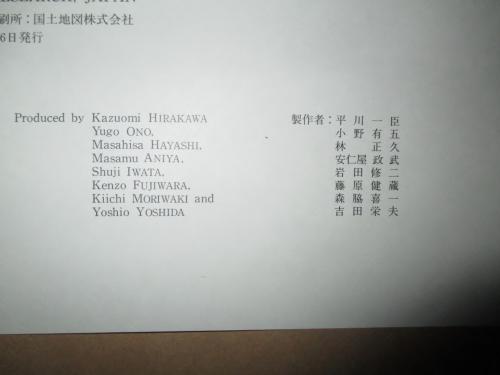 刷所：国土地図株式会社
6日発行
Produced by Kazuomi HIRAKAWA
Yugo ONO,
Masahisa HAYASHI,
Masamu ANIYA,
Shuji IWATA,
Kenzo FUJIWARA,
Kiichi MORIWAKI and
Yoshio YOSHIDA
製作者：平川一臣
小野有五
林正久
安仁屋政武
岩田修二
藤原健蔵
森脇喜一
吉田栄夫